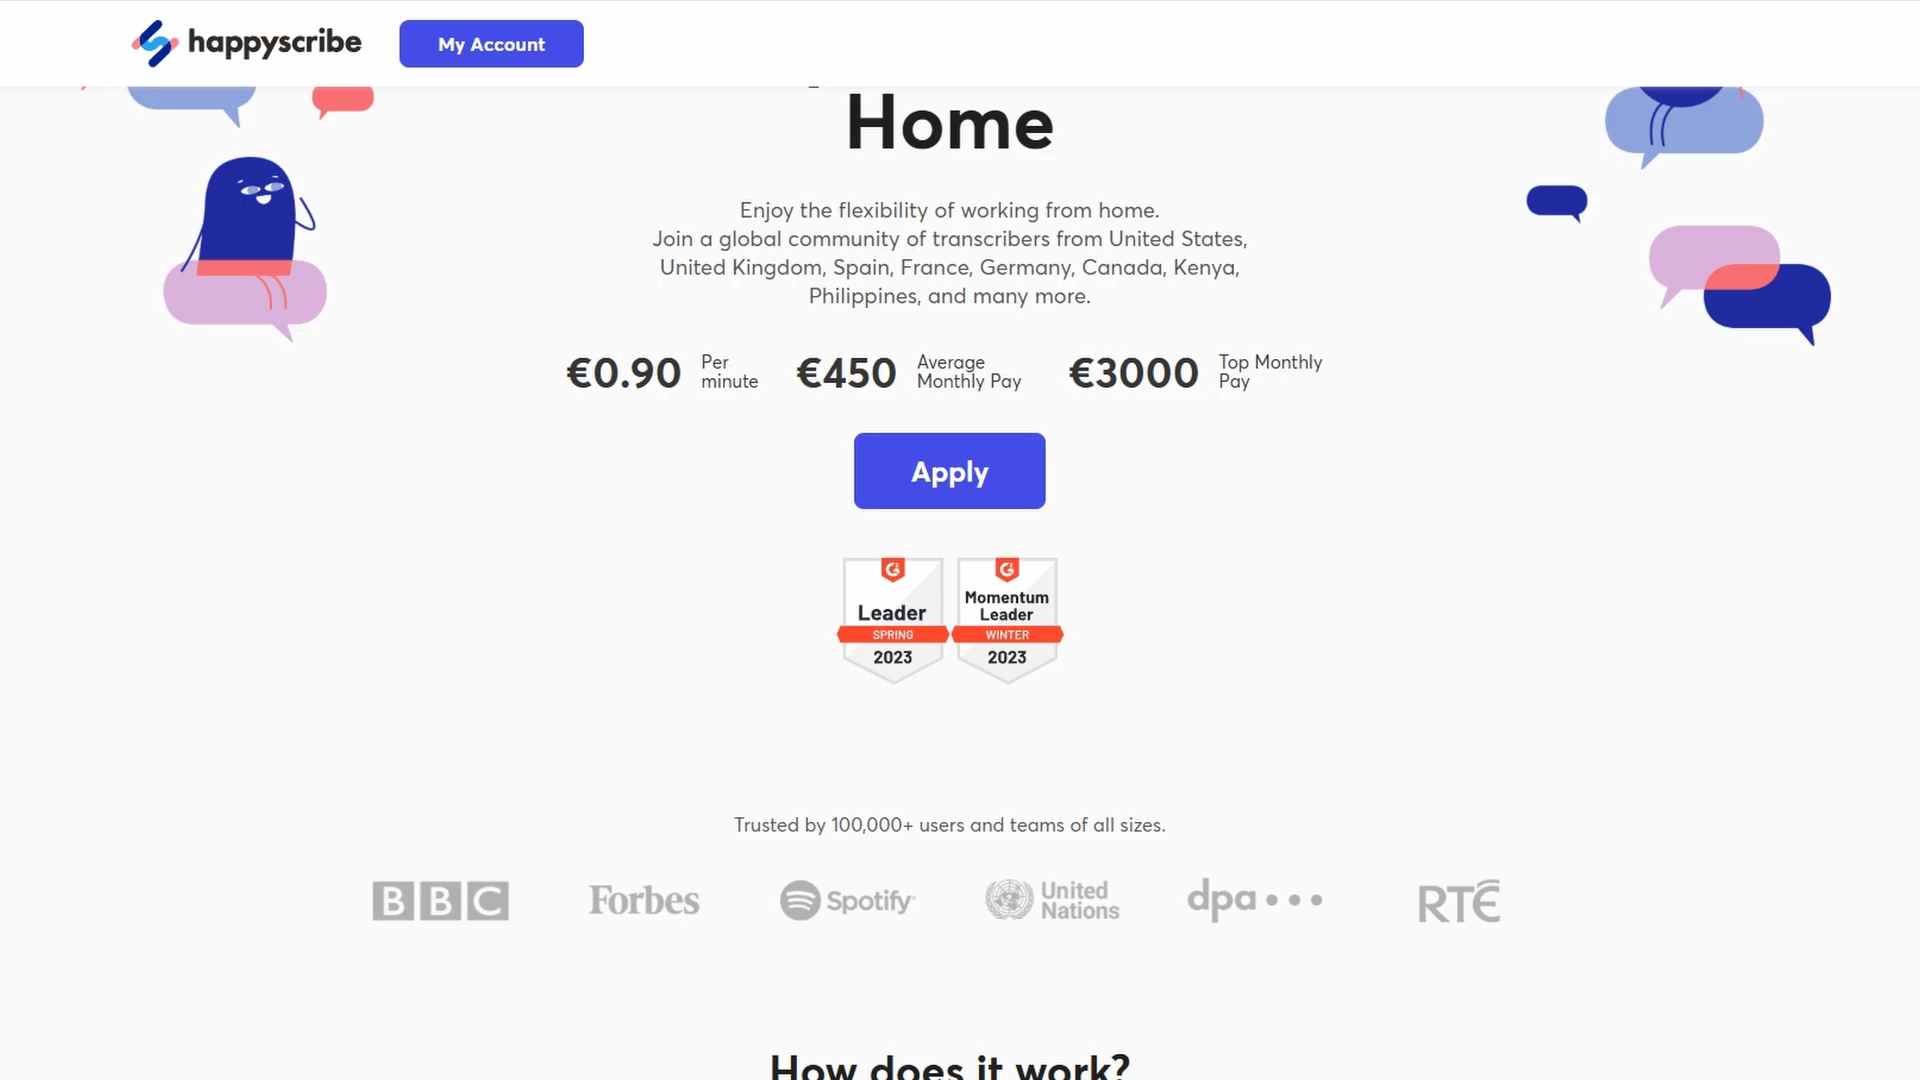 happyscribe
My Account
Home
Enjoy the flexibility of working from home.
Join a global community of transcribers from United States,
United Kingdom, Spain, France, Germany, Canada, Kenya,
Philippines, and many more.
€0.90 Per minute
€450 Average Monthly Pay
€3000 Top Monthly Pay
Apply
Leader
SPRING
2023
Momentum
Leader
WINTER
2023
Trusted by 100,000+ users and teams of all sizes.
BBC Forbes Spotify United Nations dpa RTÉ
How does it work?